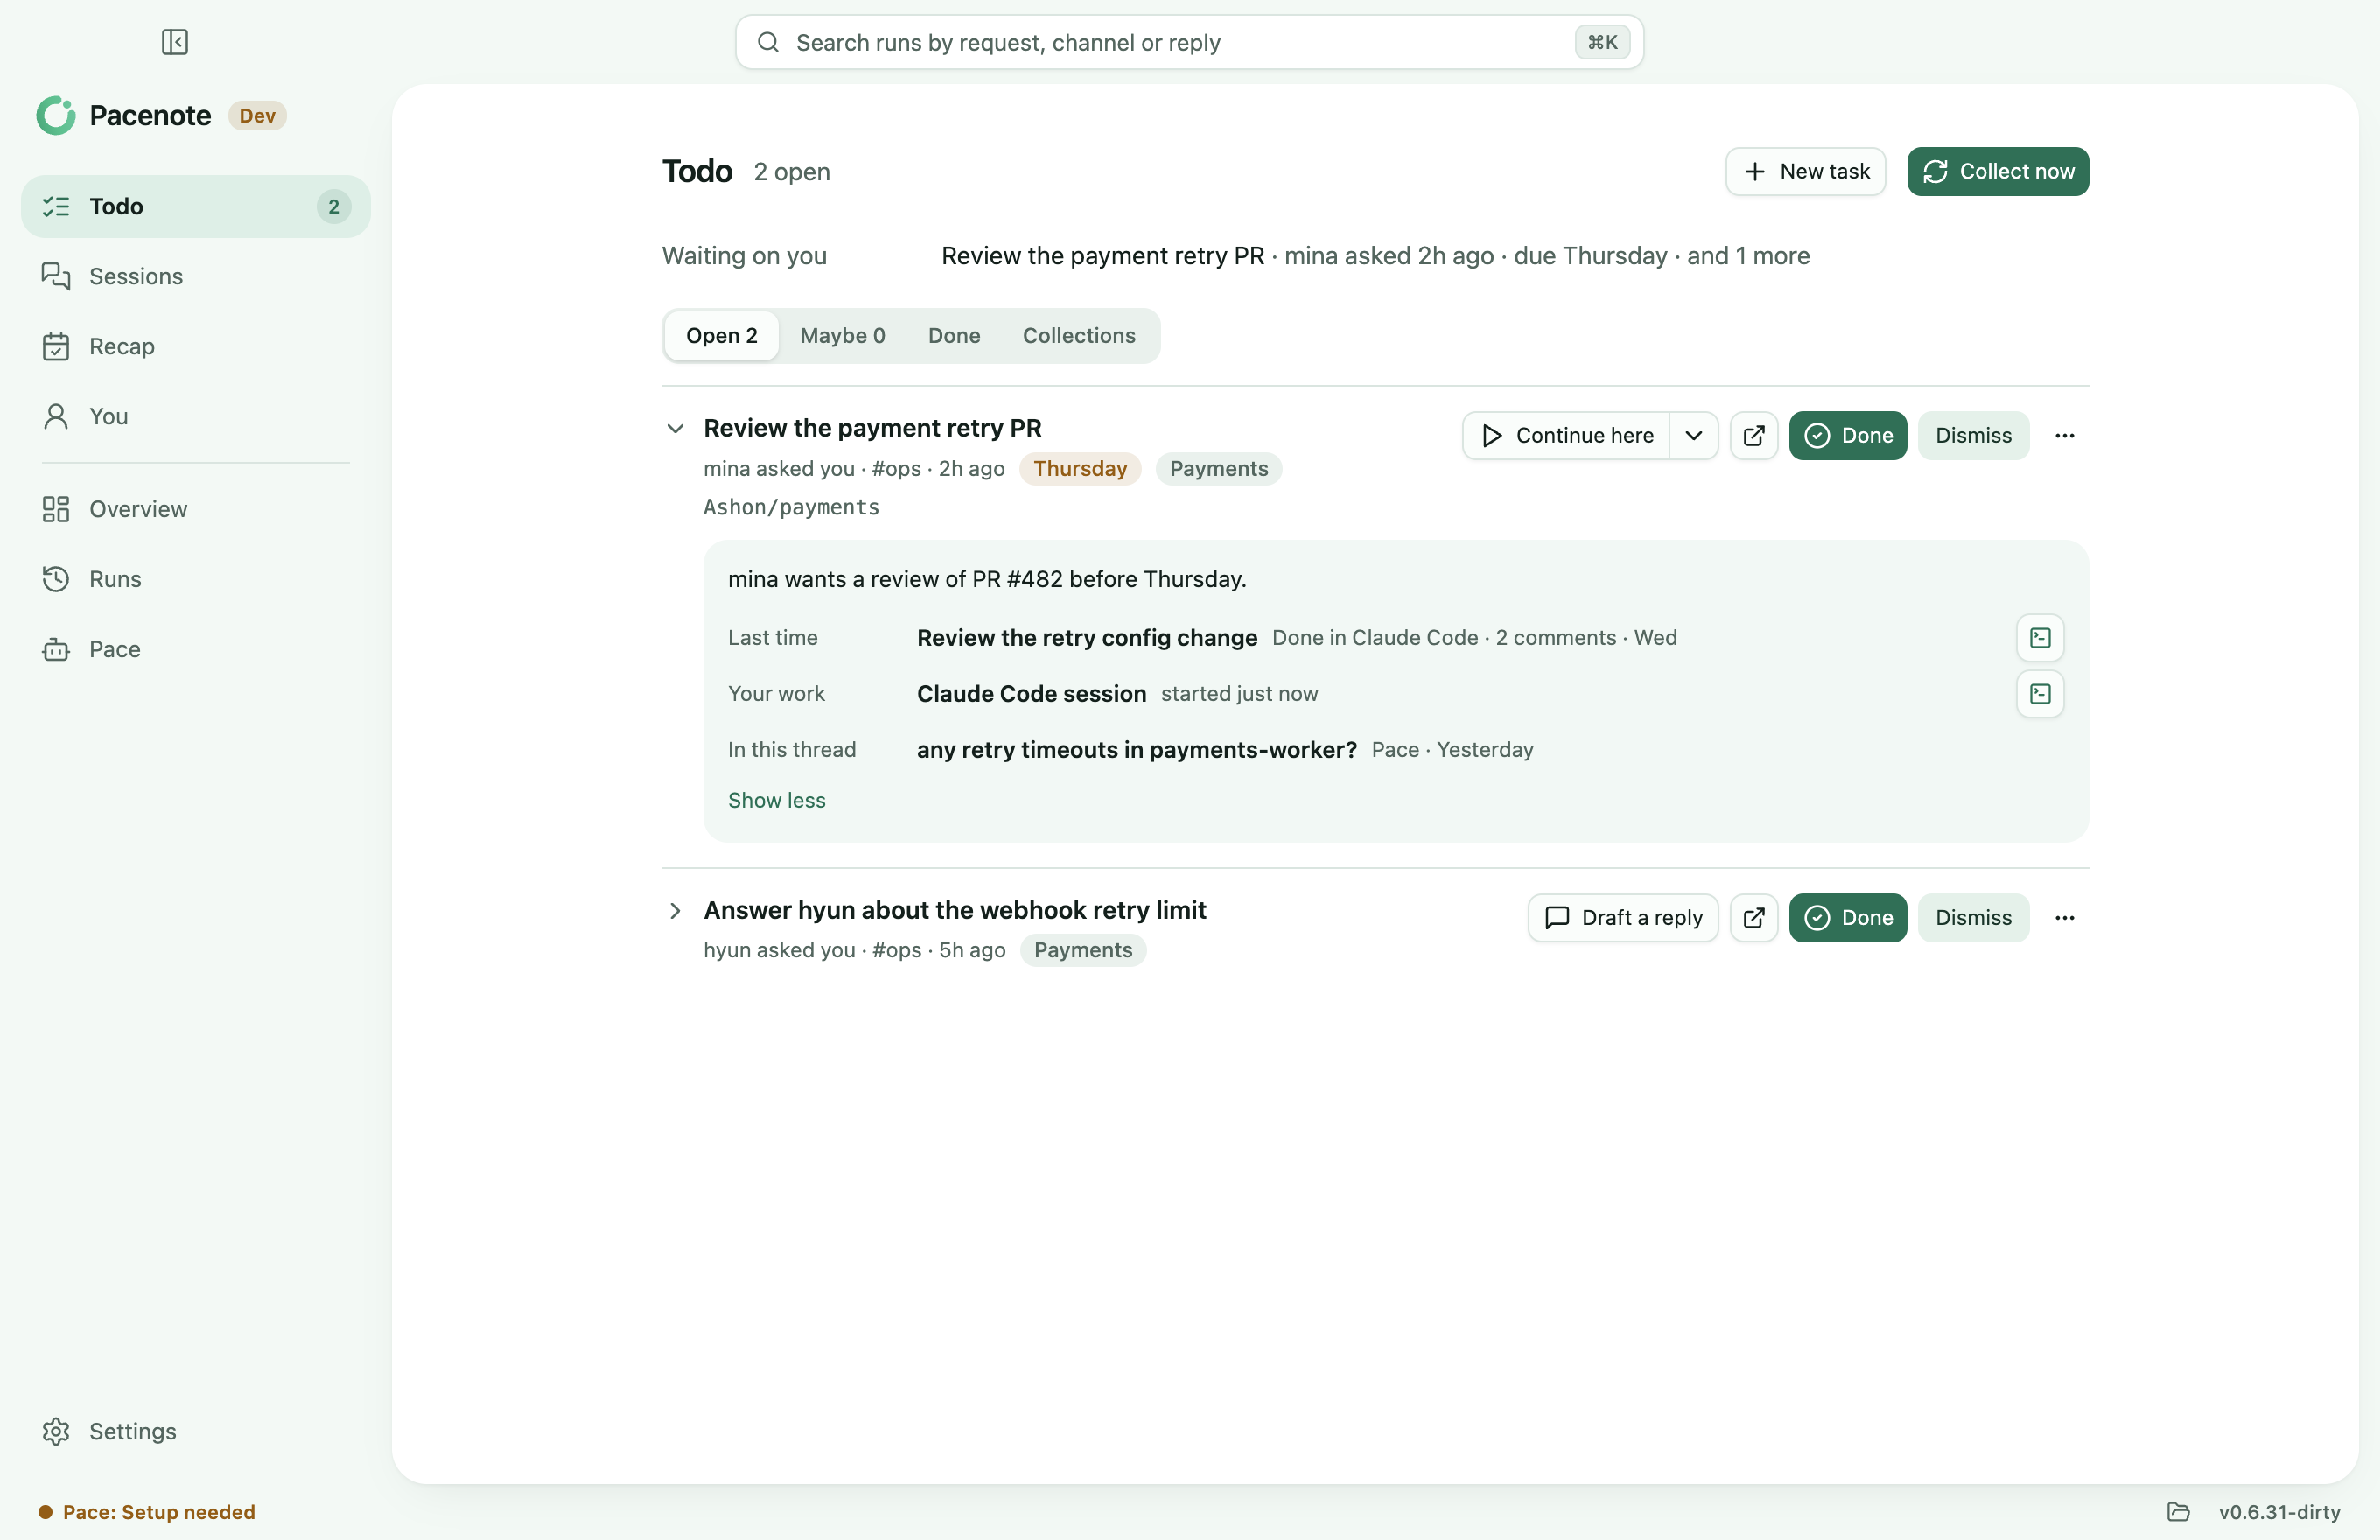 Search runs by request, channel or reply ⌘K
Pacenote Dev
Todo 2
Sessions
Recap
You
Overview
Runs
Pace
Settings
Pace: Setup needed
Todo 2 open
New task
Collect now
Waiting on you Review the payment retry PR · mina asked 2h ago · due Thursday · and 1 more
Open 2 Maybe 0 Done Collections
Review the payment retry PR
Continue here Done Dismiss
mina asked you · #ops · 2h ago Thursday Payments
Ashon/payments
mina wants a review of PR #482 before Thursday.
Last time Review the retry config change Done in Claude Code · 2 comments · Wed
Your work Claude Code session started just now
In this thread any retry timeouts in payments-worker? Pace · Yesterday
Show less
Answer hyun about the webhook retry limit
Draft a reply Done Dismiss
hyun asked you · #ops · 5h ago Payments
v0.6.31-dirty